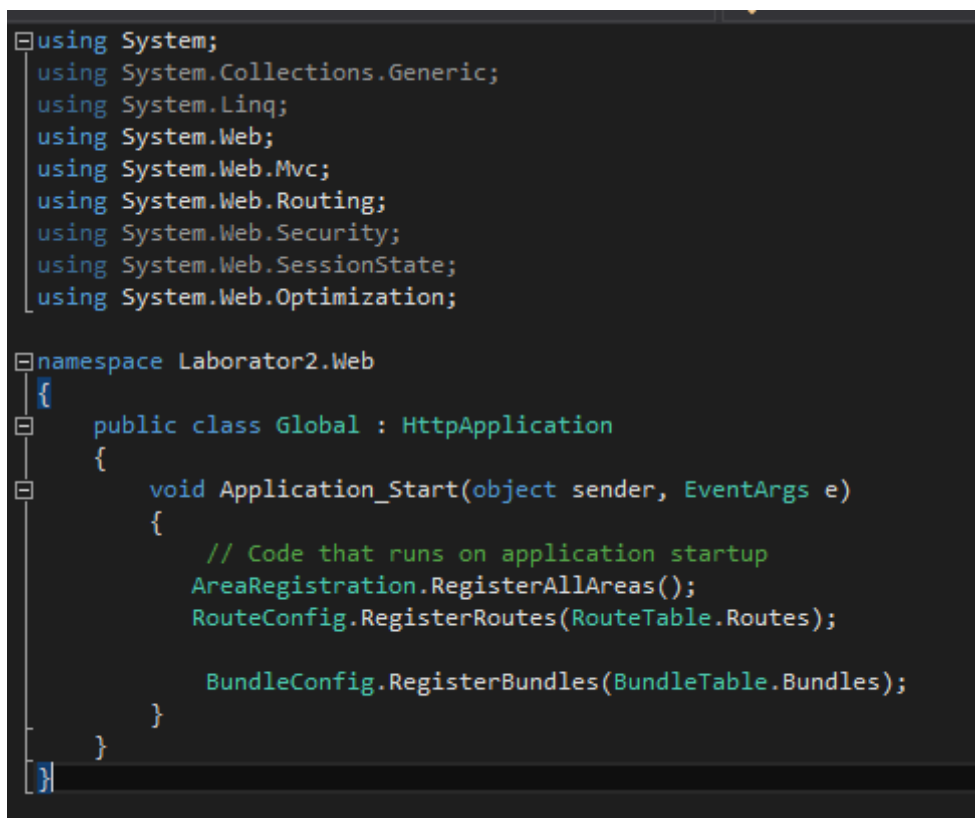 using System;
using System.Collections.Generic;
using System.Linq;
using System.Web;
using System.Web.Mvc;
using System.Web.Routing;
using System.Web.Security;
using System.Web.SessionState;
using System.Web.Optimization;

namespace Laborator2.Web
{
    public class Global : HttpApplication
    {
        void Application_Start(object sender, EventArgs e)
        {
            // Code that runs on application startup
           AreaRegistration.RegisterAllAreas();
           RouteConfig.RegisterRoutes(RouteTable.Routes);

            BundleConfig.RegisterBundles(BundleTable.Bundles);
        }
    }
}